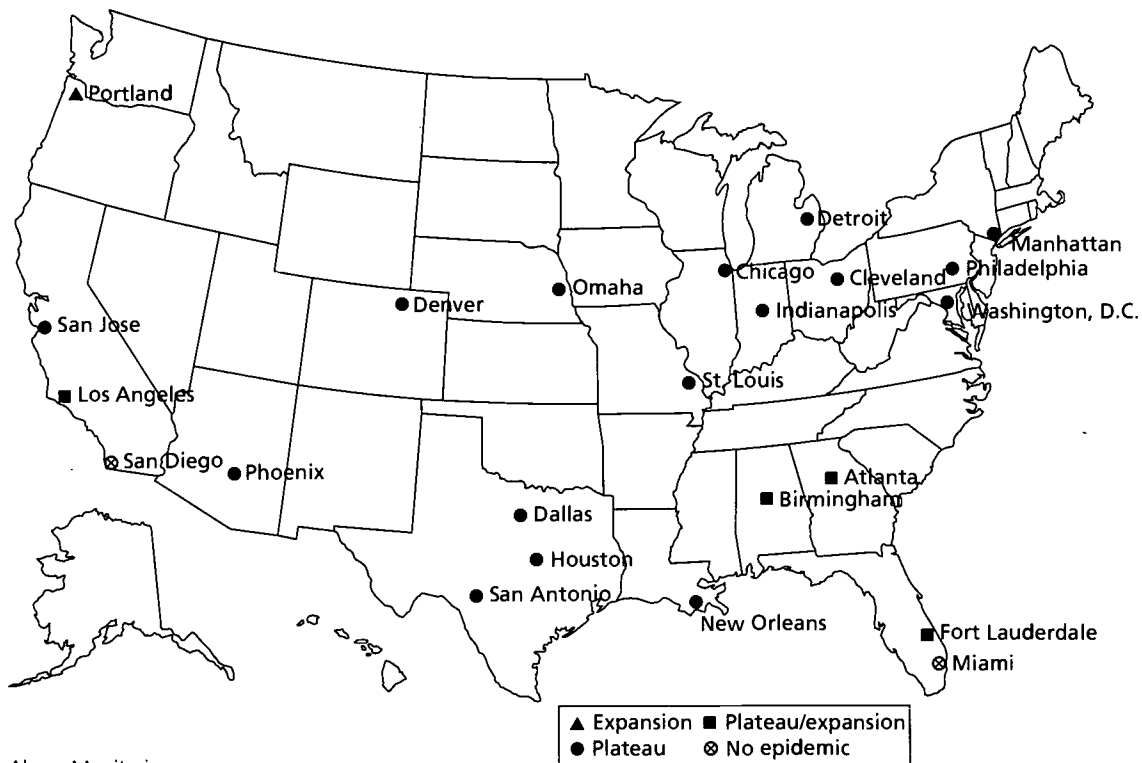 Portland
Detroit
Manhattan
Chicago
Cleveland
Philadelphia
Omaha
Denver
Indianapolis
Washington, D.C.
San Jose
St. Louis
Los Angeles
San Diego
Phoenix
Atlanta
Birmingham
Dallas
Houston
San Antonio
New Orleans
Fort Lauderdale
Miami
▲ Expansion ■ Plateau/expansion
● Plateau ⊗ No epidemic